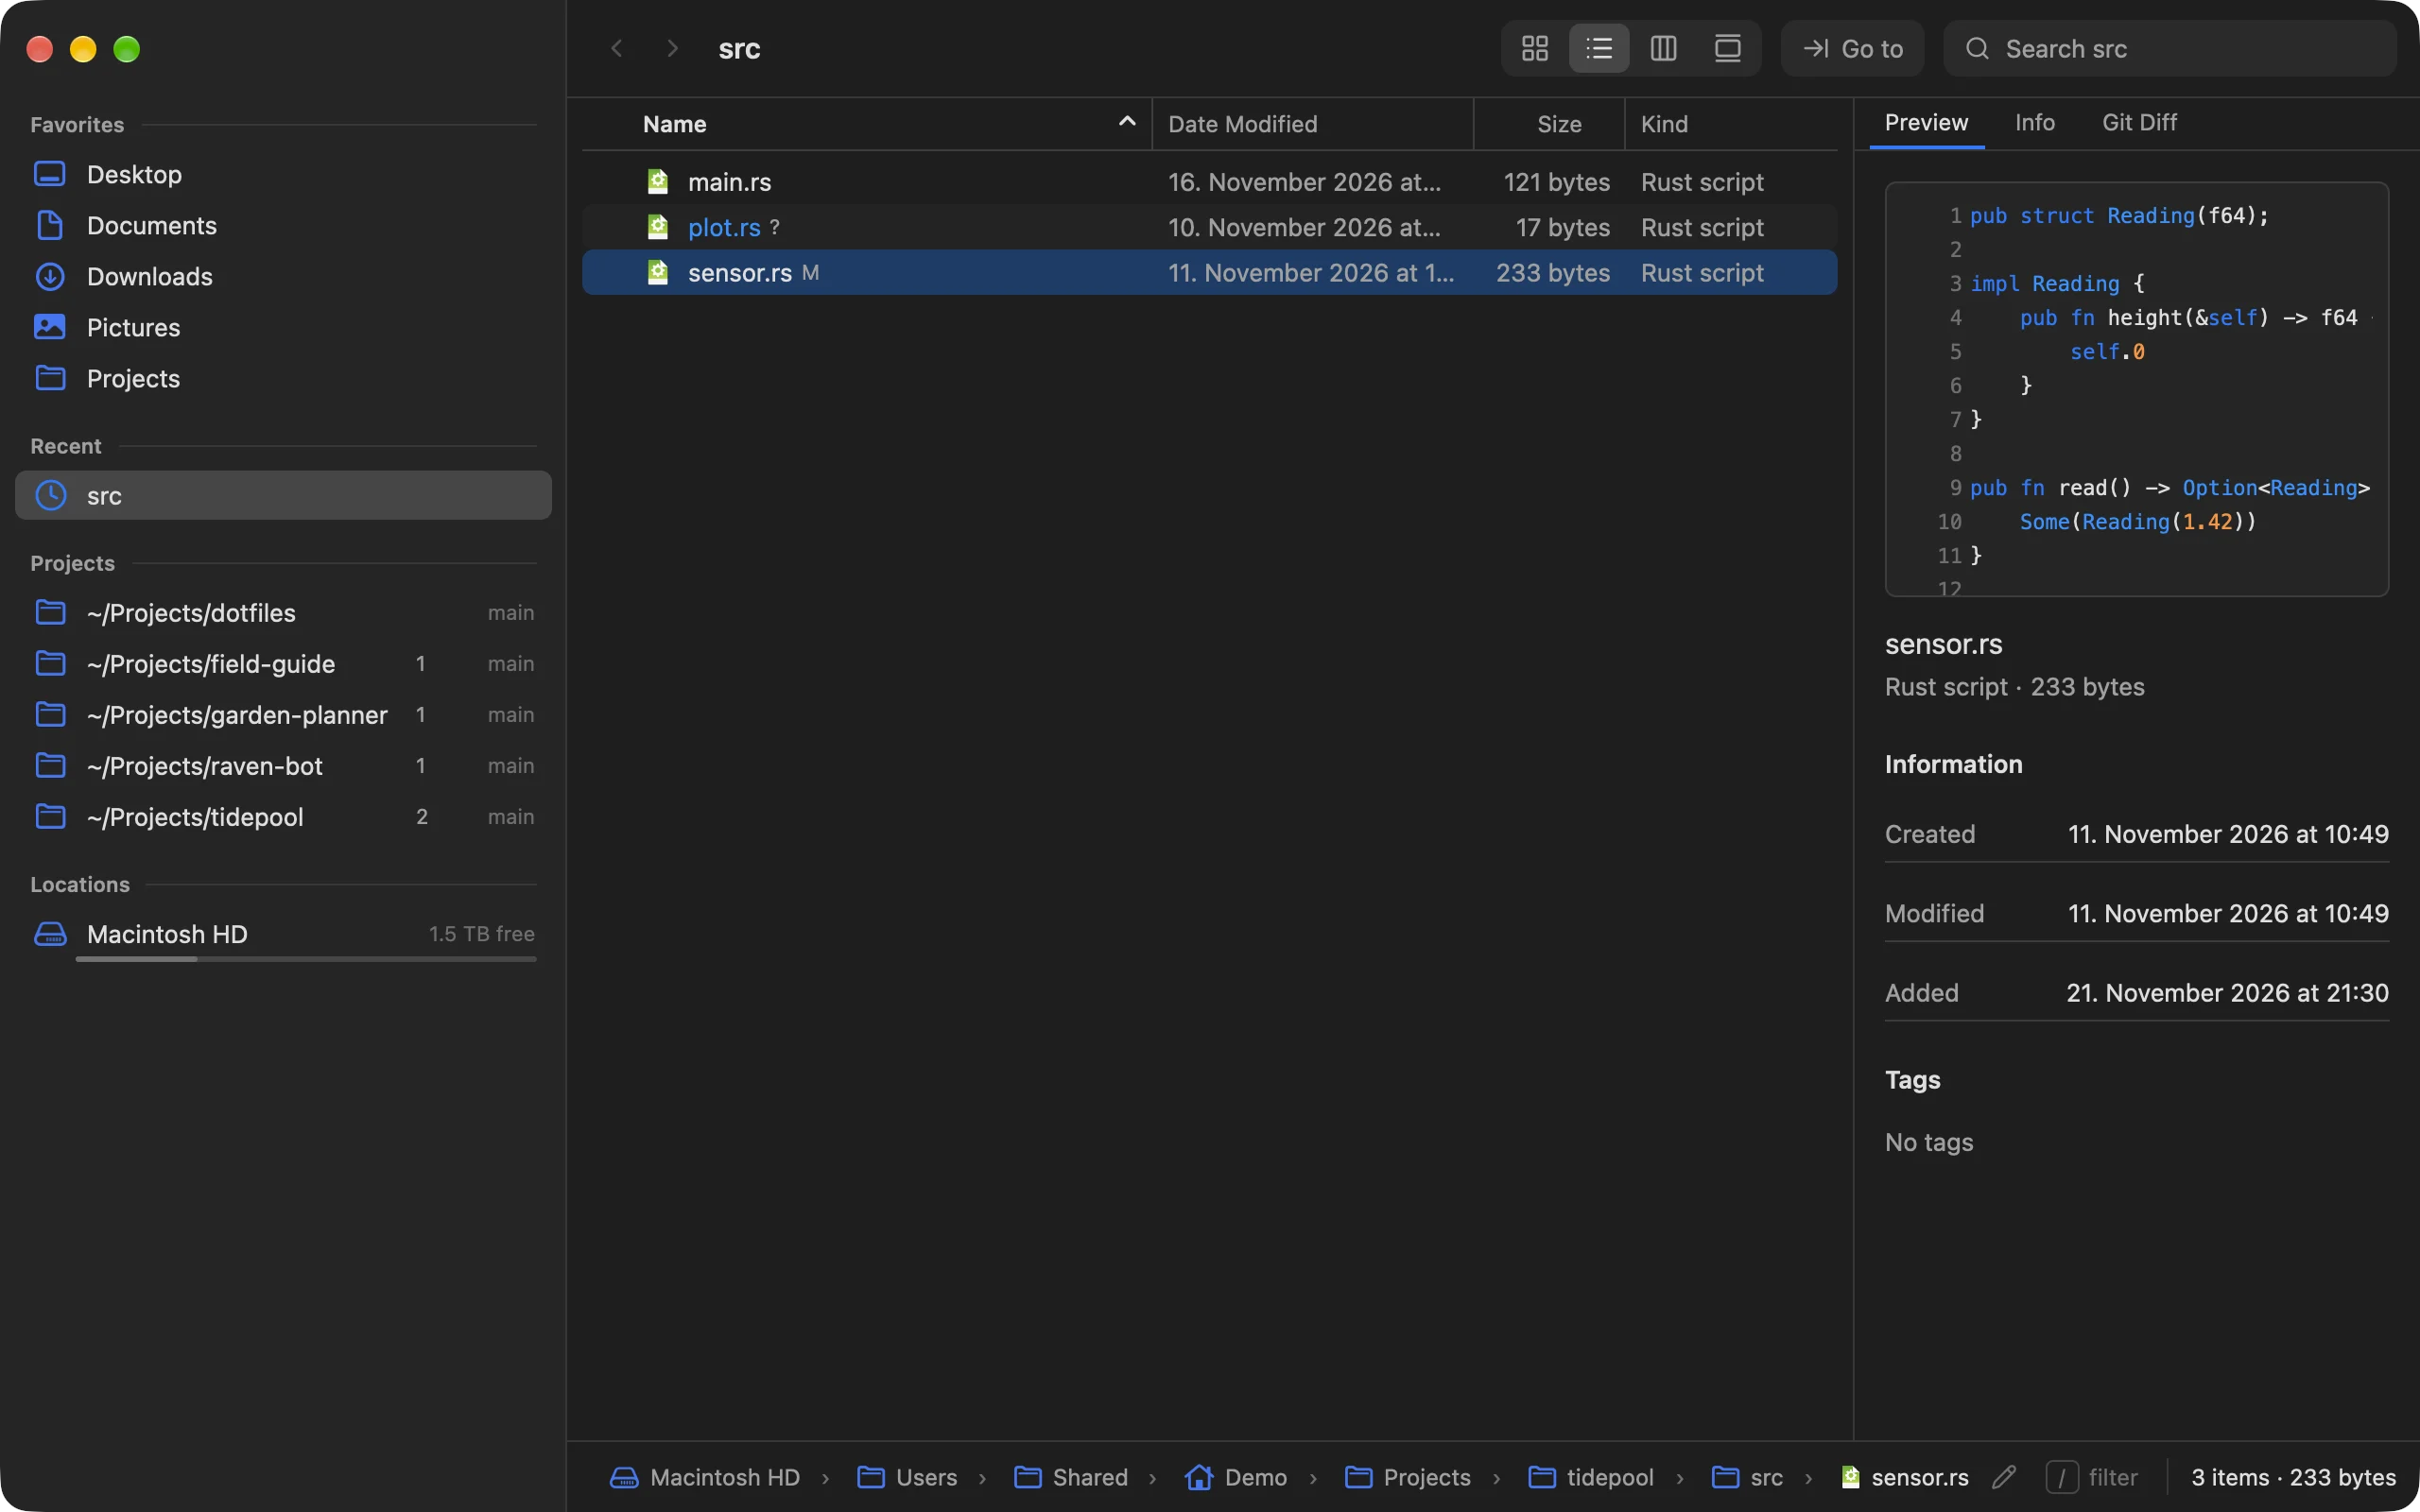 src
Go to
Search src
Favorites
Desktop
Documents
Downloads
Pictures
Projects
Recent
src
Projects
~/Projects/dotfiles main
~/Projects/field-guide 1 main
~/Projects/garden-planner 1 main
~/Projects/raven-bot 1 main
~/Projects/tidepool 2 main
Locations
Macintosh HD 1.5 TB free
Name Date Modified Size Kind
main.rs 16. November 2026 at... 121 bytes Rust script
plot.rs ? 10. November 2026 at... 17 bytes Rust script
sensor.rs M 11. November 2026 at 1... 233 bytes Rust script
Preview Info Git Diff
1 pub struct Reading(f64);
2
3 impl Reading {
4 pub fn height(&self) -> f64
5 self.0
6 }
7 }
8
9 pub fn read() -> Option<Reading>
10 Some(Reading(1.42))
11 }
12
sensor.rs
Rust script · 233 bytes
Information
Created 11. November 2026 at 10:49
Modified 11. November 2026 at 10:49
Added 21. November 2026 at 21:30
Tags
No tags
Macintosh HD › Users › Shared › Demo › Projects › tidepool › src › sensor.rs / filter 3 items · 233 bytes